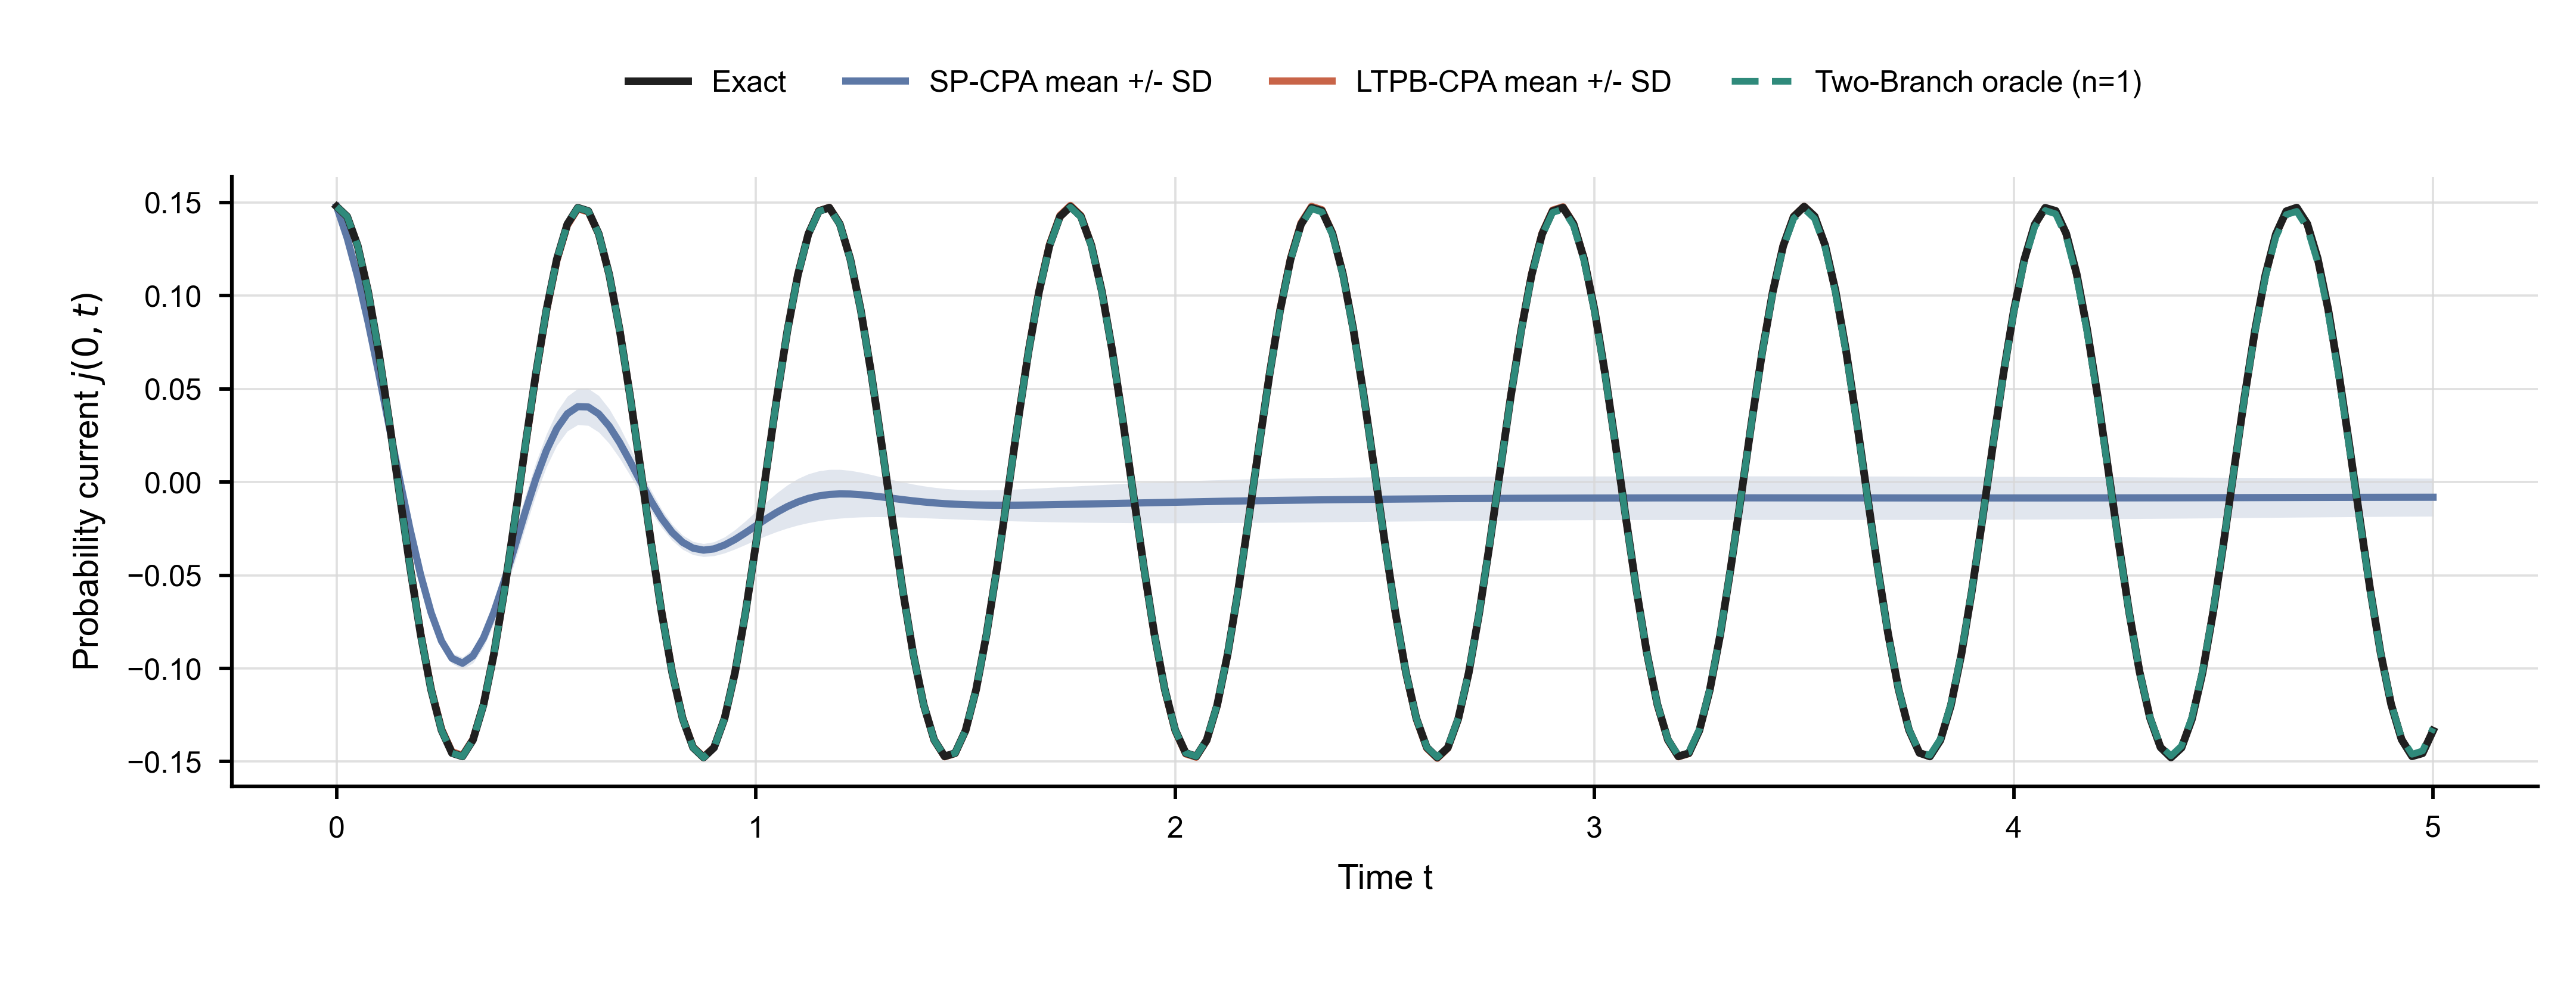 Exact SP-CPA mean +/- SD LTPB-CPA mean +/- SD Two-Branch oracle (n=1)
Probability current j(0, t)
0.15
0.10
0.05
0.00
−0.05
−0.10
−0.15
0 1 2 3 4 5
Time t